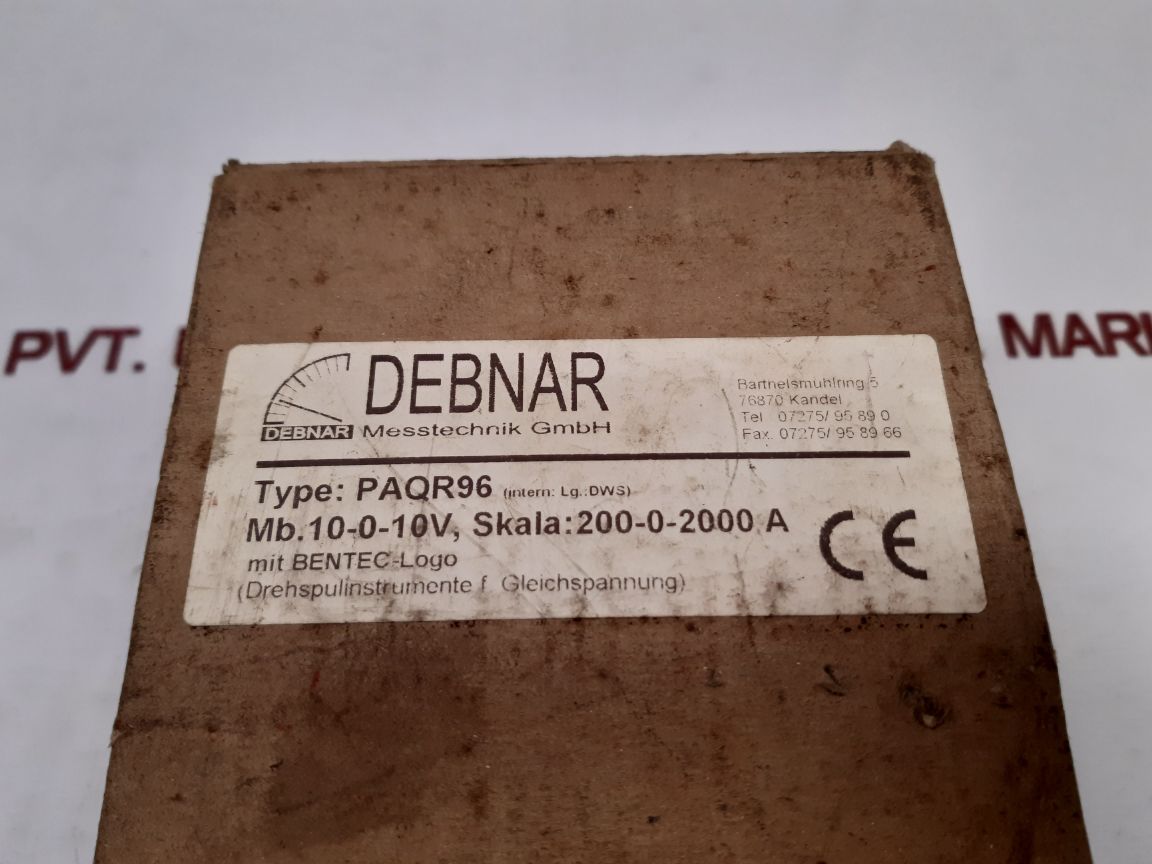 PVT.
MARI
DEBNAR
DEBNAR
Messtechnik GmbH
Bartnelsmühlring 5
76870 Kandel
Tel 07275/ 95 89 0
Fax. 07275/ 95 89 66
Type: PAQR96 (intern: Lg.:DWS)
Mb.10-0-10V, Skala:200-0-2000 A
mit BENTEC-Logo
(Drehspulinstrumente f. Gleichspannung)
CE